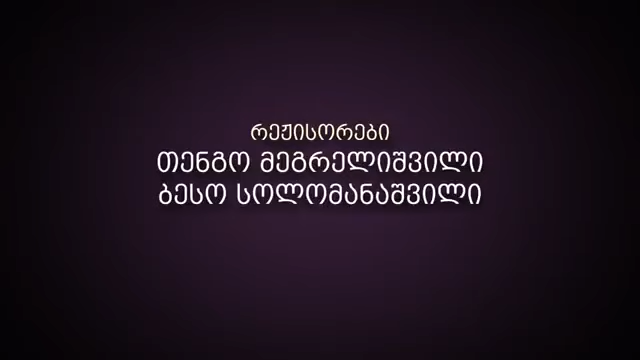 რეჟისორები
თენგო მეგრელიშვილი
ბესო სოლომანაშვილი